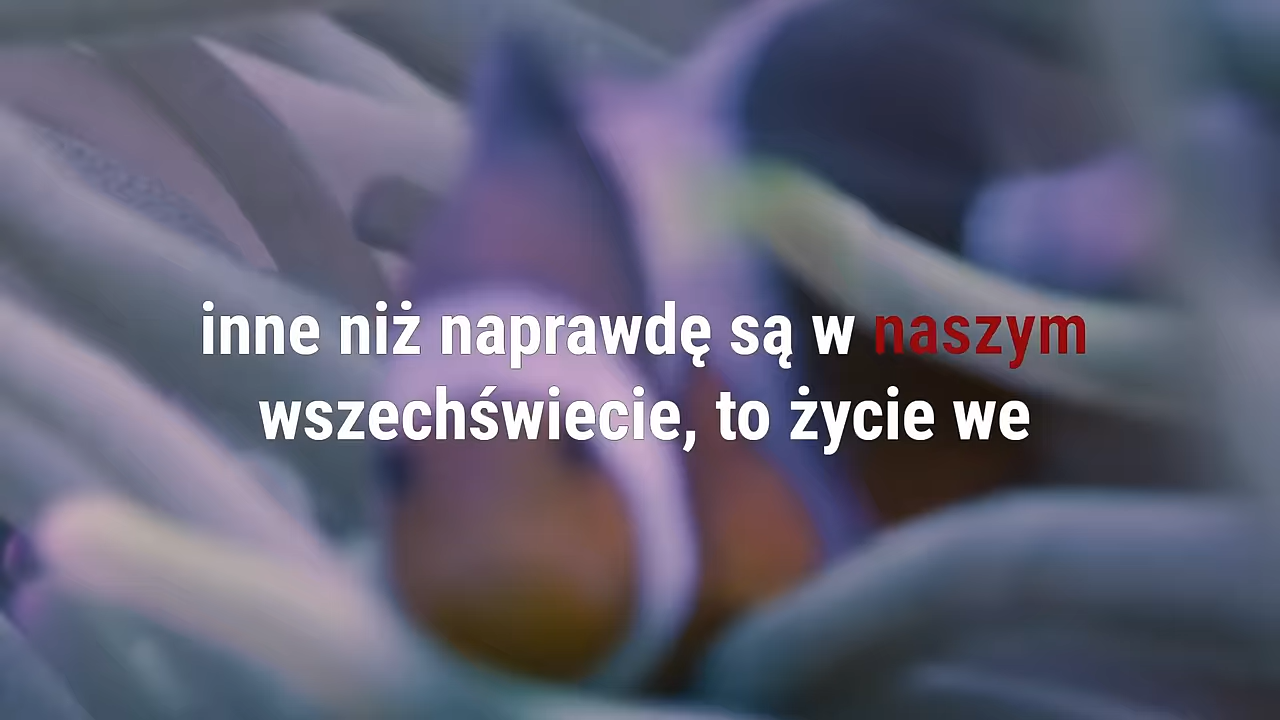 inne niż naprawdę są w naszym
wszechświecie, to życie we